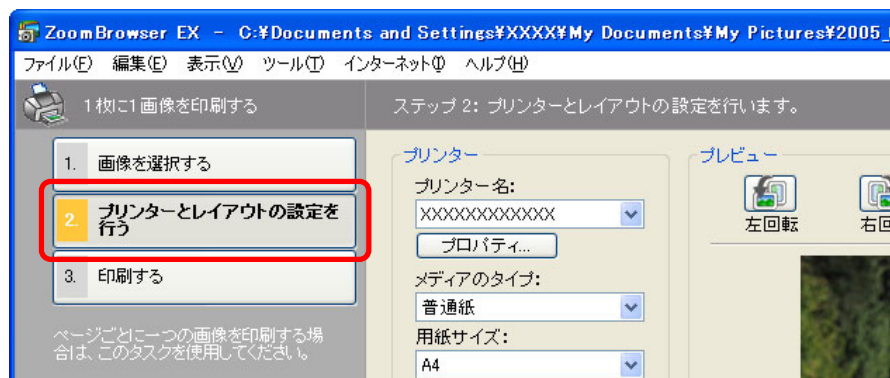 ZoomBrowser EX - C:¥Documents and Settings¥XXXX¥My Documents¥My Pictures¥2005_
ファイル(F) 編集(E) 表示(V) ツール(T) インターネット(I) ヘルプ(H)
1枚に1画像を印刷する
ステップ2: プリンターとレイアウトの設定を行います。
1. 画像を選択する
2. プリンターとレイアウトの設定を
行う
3. 印刷する
ページごとに一つの画像を印刷する場
合は、このタスクを使用してください。
プリンター
プリンター名:
XXXXXXXXXXXX
プロパティ...
メディアのタイプ:
普通紙
用紙サイズ:
A4
プレビュー
左回転
右回